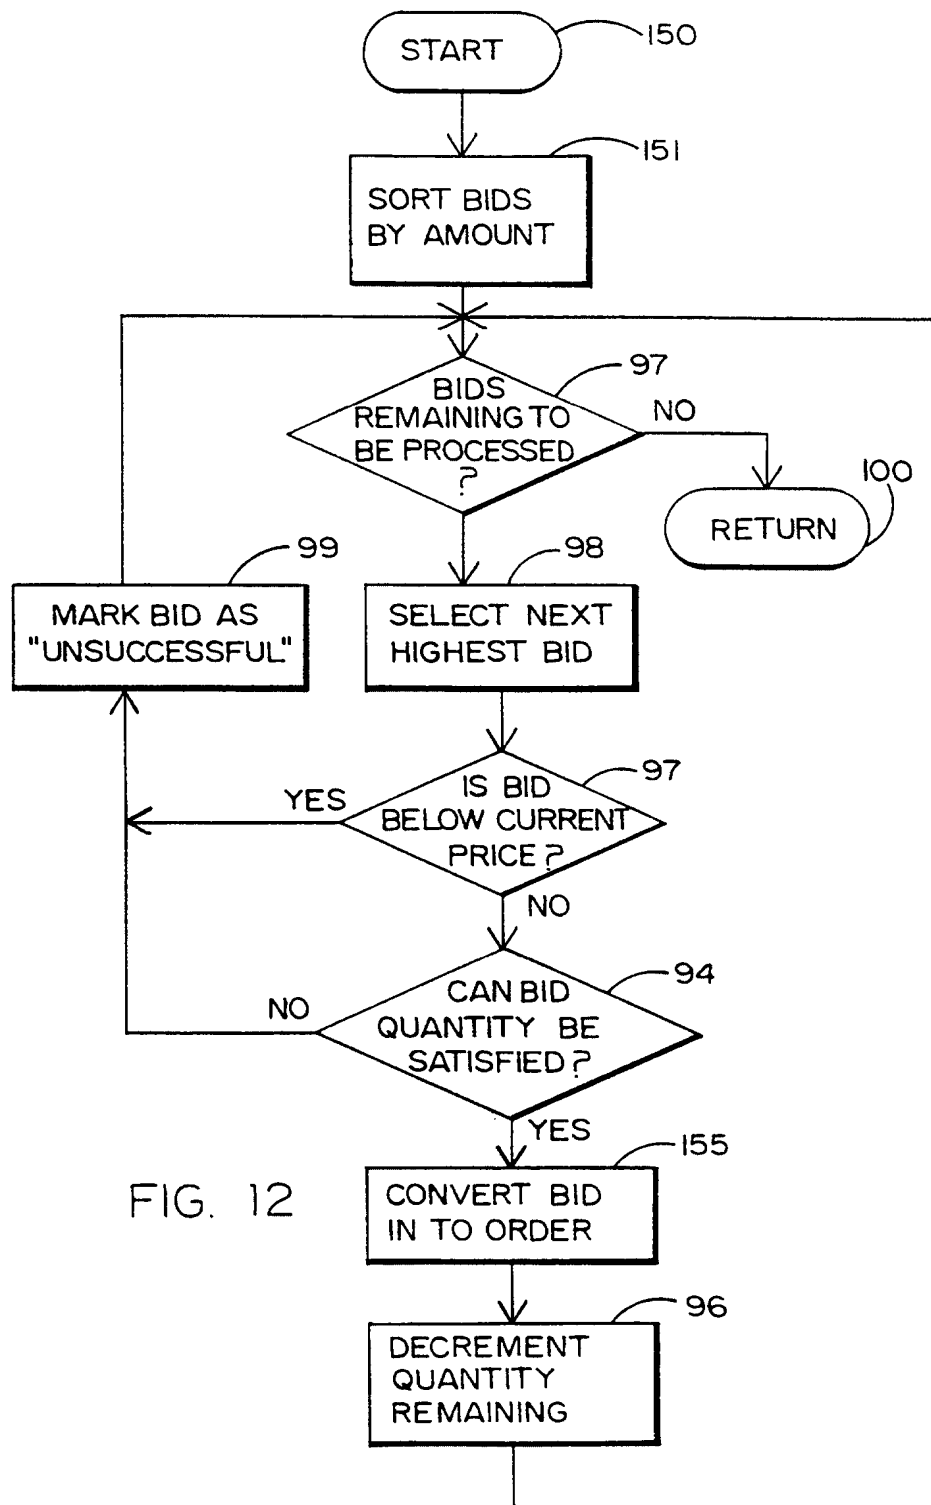 START
150
151
SORT BIDS
BY AMOUNT
BIDS
REMAINING TO
BE PROCESSED
?
97
NO
RETURN
100
99
MARK BID AS
"UNSUCCESSFUL"
98
SELECT NEXT
HIGHEST BID
97
YES
IS BID
BELOW CURRENT
PRICE?
NO
94
NO
CAN BID
QUANTITY BE
SATISFIED?
YES
155
CONVERT BID
IN TO ORDER
FIG. 12
96
DECREMENT
QUANTITY
REMAINING